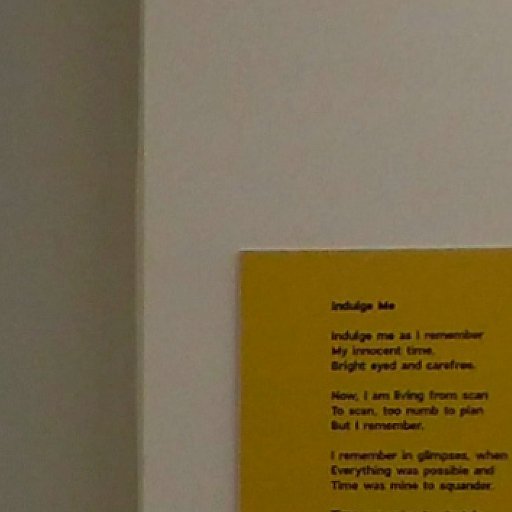 Indulge Me
Indulge me as I remember
My innocent time,
Bright eyed and carefree.
Now, I am living from scan
To scan, too numb to plan
But I remember.
I remember in glimpses, when
Everything was possible and
Time was mine to squander.